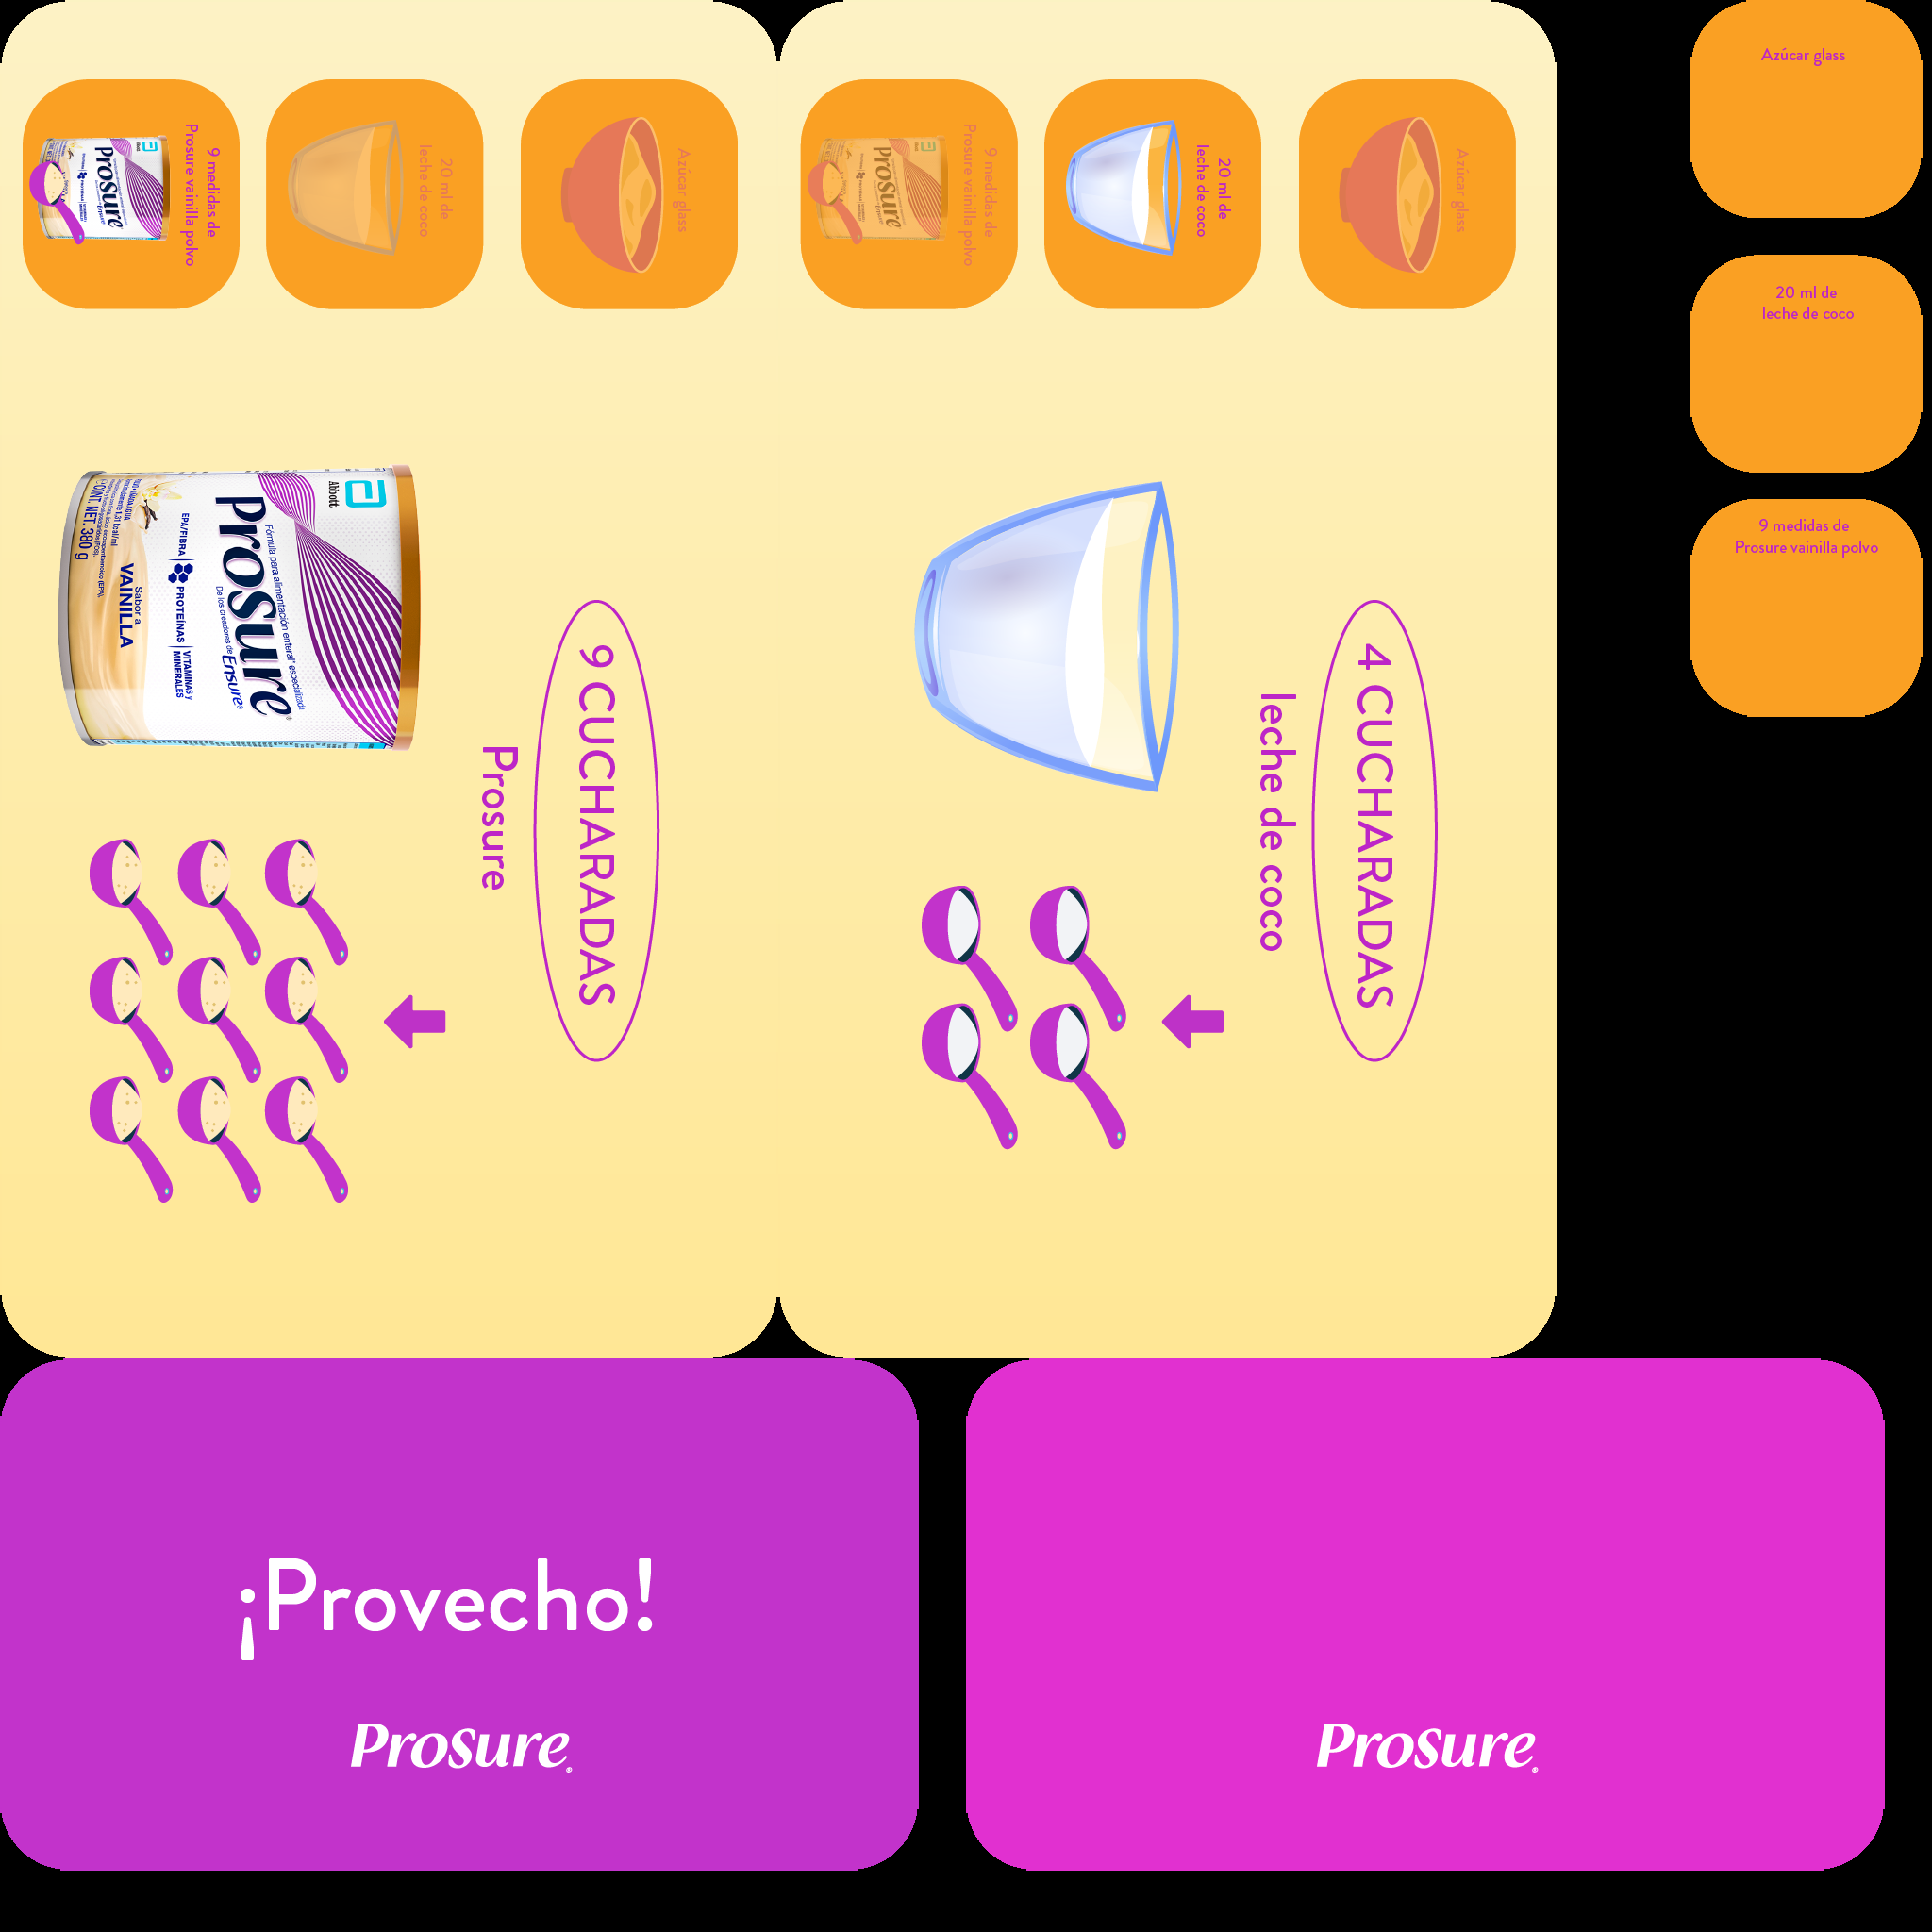 9 medidas de
Prosure vainilla polvo
20 ml de
leche de coco
Azúcar glass
9 CUCHARADAS
Prosure
Abbott
Fórmula para alimentación enteral especializada
Prosure®
De los creadores de Ensure®
EPA/FIBRA
PROTEÍNAS
VITAMINAS y
MINERALES
Sabor a
VAINILLA
CONT. NET. 380 g
9 medidas de
Prosure vainilla polvo
20 ml de
leche de coco
Azúcar glass
4 CUCHARADAS
leche de coco
Azúcar glass
20 ml de
leche de coco
9 medidas de
Prosure vainilla polvo
¡Provecho!
Prosure®
Prosure®